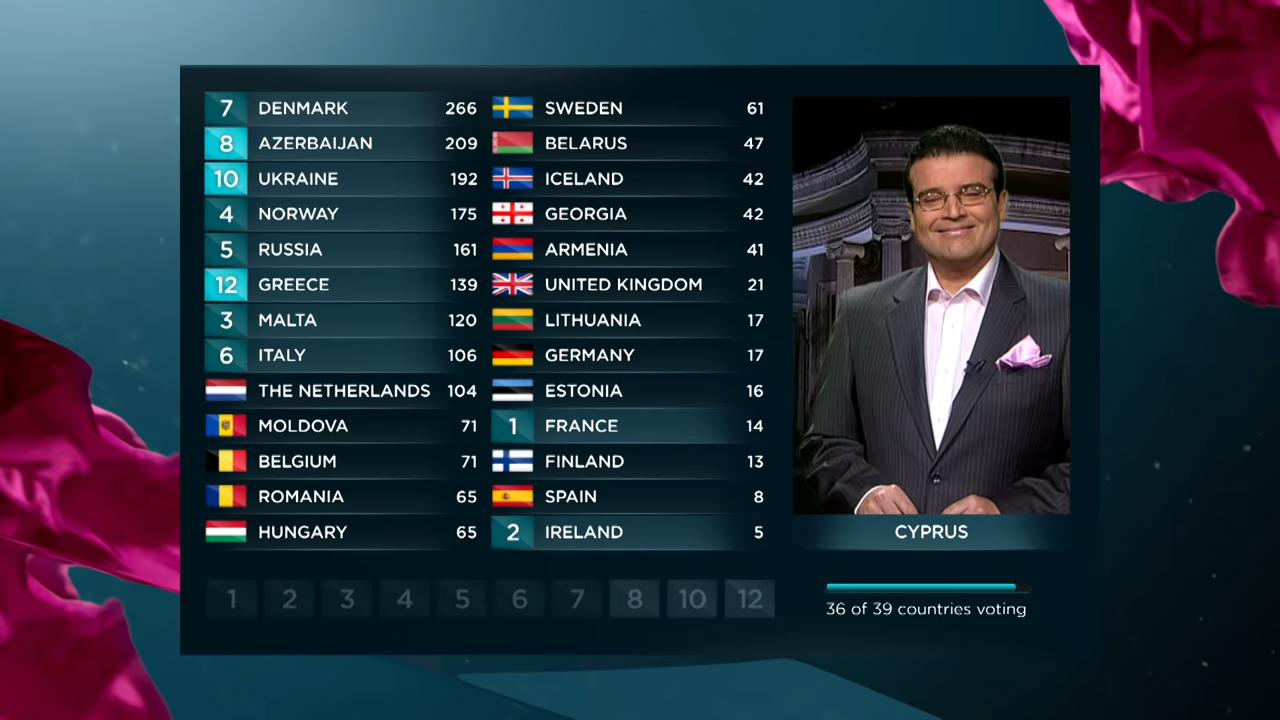 7 DENMARK 266
8 AZERBAIJAN 209
10 UKRAINE 192
4 NORWAY 175
5 RUSSIA 161
12 GREECE 139
3 MALTA 120
6 ITALY 106
THE NETHERLANDS 104
MOLDOVA 71
BELGIUM 71
ROMANIA 65
HUNGARY 65
SWEDEN 61
BELARUS 47
ICELAND 42
GEORGIA 42
ARMENIA 41
UNITED KINGDOM 21
LITHUANIA 17
GERMANY 17
ESTONIA 16
1 FRANCE 14
FINLAND 13
SPAIN 8
2 IRELAND 5
CYPRUS
1 2 3 4 5 6 7 8 10 12
36 of 39 countries voting